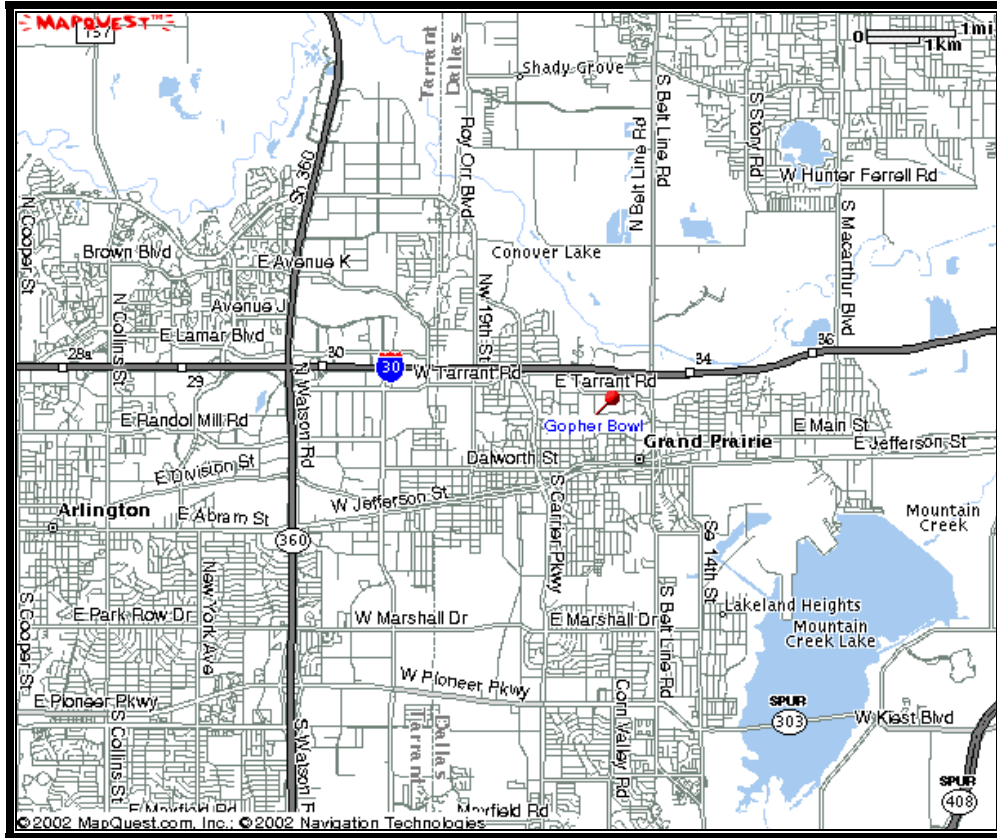 MAPQUEST™
157
0 1mi
1km
Tarrant
Dallas
Shady Grove
Sh 360
Roy Orr Blvd
N Belt Line Rd
S Belt Line Rd
S Story Rd
W Hunter Ferrell Rd
N Cooper St
S Macarthur Blvd
Brown Blvd
E Avenue K
Conover Lake
Avenue J
N Collins St
Nw 19th St
E Lamar Blvd
28a
29
30
30
34
36
W Tarrant Rd
E Tarrant Rd
N Watson Rd
Gopher Bowl
E Randol Mill Rd
E Main St
Grand Prairie
E Jefferson St
Dalworth St
E Division St
W Jefferson St
S Carrier Pkwy
Arlington
E Abram St
360
Mountain
Creek
Se 14th St
New York Ave
S Cooper St
E Park Row Dr
W Marshall Dr
E Marshall Dr
S Belt Line Rd
Lakeland Heights
Mountain
Creek Lake
W Pioneer Pkwy
E Pioneer Pkwy
Corn Valley Rd
S Collins St
S Watson R
Tarrant
Dallas
SPUR
303
W Kiest Blvd
SPUR
408
E Mayfield Rd
Mayfield Rd
©2002 MapQuest.com, Inc.; ©2002 Navigation Technologies